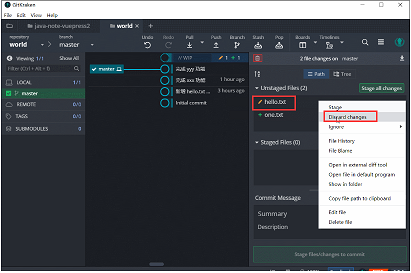 GitKraken
File Edit View Help
java-note-vuepress2
world
repository
world
branch
master
Undo
Redo
Pull
Push
Branch
Stash
Pop
Boards
Timelines
Viewing 1/1
Show All
Filter (Ctrl + Alt + f)
LOCAL 1/1
master
REMOTE 0/0
TAGS 0/0
SUBMODULES 0
master
// WIP
1 + 1
完成 yyy 功能
完成 xxx 功能
1 hour ago
新增 hello.txt ...
3 hours ago
Initial commit
2 file changes on master
Path
Tree
Unstaged Files (2)
Stage all changes
hello.txt
+ one.txt
Staged Files (0)
Commit Message
Summary
Description
Stage files/changes to commit
Stage
Discard changes
Ignore
File History
File Blame
Open in external diff tool
Open file in default program
Show in folder
Copy file path to clipboard
Edit file
Delete file